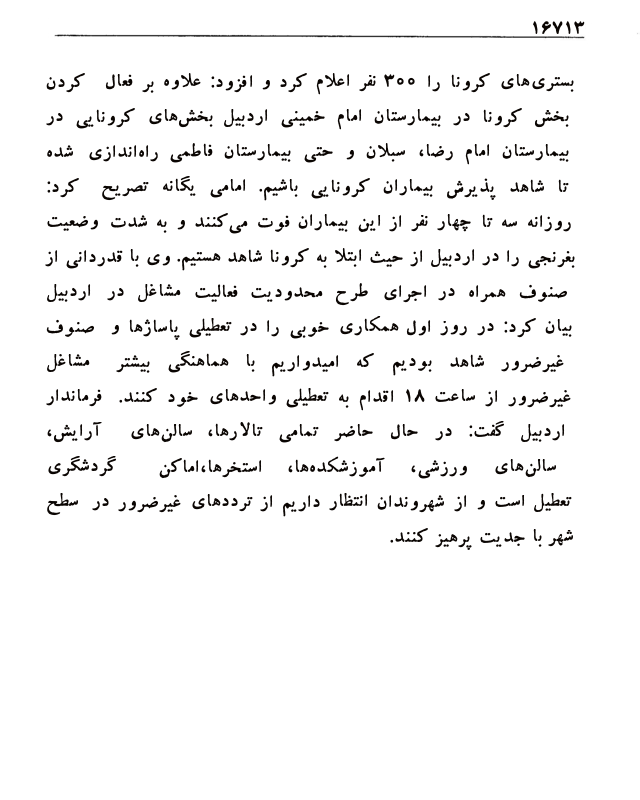 ۱۶۷۱۳
بستری‌های کرونا را ۳۰۰ نفر اعلام کرد و افزود: علاوه بر فعال کردن
بخش کرونا در بیمارستان امام خمینی اردبیل بخش‌های کرونایی در
بیمارستان امام رضا، سبلان و حتی بیمارستان فاطمی راه‌اندازی شده
تا شاهد پذیرش بیماران کرونایی باشیم. امامی یگانه تصریح کرد:
روزانه سه تا چهار نفر از این بیماران فوت می‌کنند و به شدت وضعیت
بغرنجی را در اردبیل از حیث ابتلا به کرونا شاهد هستیم. وی با قدردانی از
صنوف همراه در اجرای طرح محدودیت فعالیت مشاغل در اردبیل
بیان کرد: در روز اول همکاری خوبی را در تعطیلی پاساژها و صنوف
غیرضرور شاهد بودیم که امیدواریم با هماهنگی بیشتر مشاغل
غیرضرور از ساعت ۱۸ اقدام به تعطیلی واحدهای خود کنند. فرماندار
اردبیل گفت: در حال حاضر تمامی تالارها، سالن‌های آرایش،
سالن‌های ورزشی، آموزشکده‌ها، استخرها،اماکن گردشگری
تعطیل است و از شهروندان انتظار داریم از ترددهای غیرضرور در سطح
شهر با جدیت پرهیز کنند.